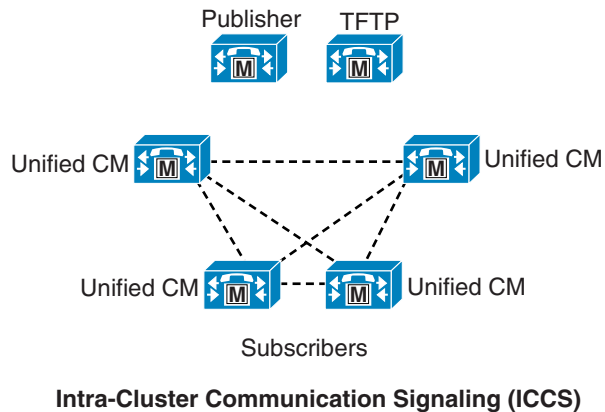 Publisher
TFTP
M
M
Unified CM
M
M
Unified CM
Unified CM
M
M
Unified CM
Subscribers
Intra-Cluster Communication Signaling (ICCS)